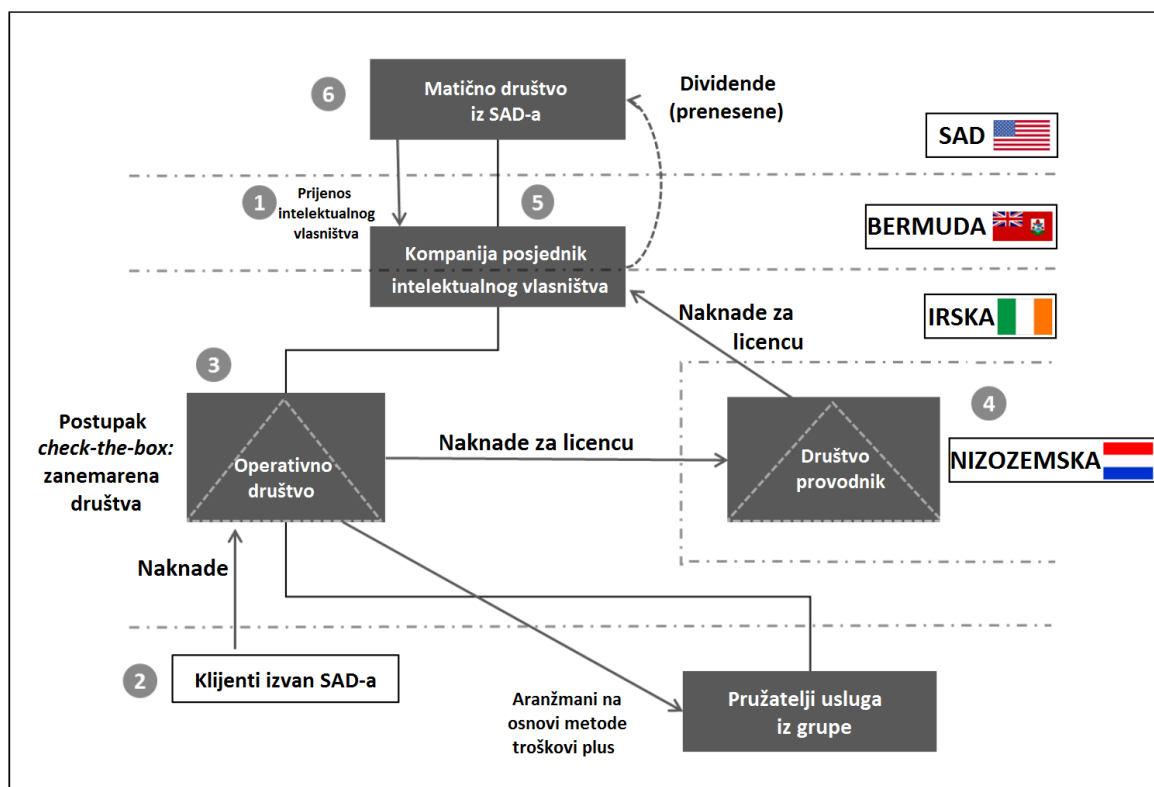 6
Matično društvo
iz SAD-a
Dividende
(prenesene)
SAD
1
Prijenos
intelektualnog
vlasništva
5
BERMUDA
Kompanija posjednik
intelektualnog vlasništva
IRSKA
Naknade za
licencu
3
4
Postupak
check-the-box:
zanemarena
društva
Operativno
društvo
Naknade za licencu
Društvo
provodnik
NIZOZEMSKA
Naknade
2
Klijenti izvan SAD-a
Aranžmani na
osnovi metode
troškovi plus
Pružatelji usluga
iz grupe